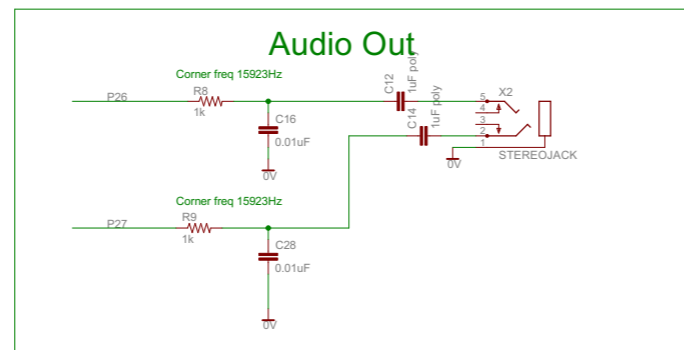 Audio Out
Corner freq 15923Hz
P26
R8
1k
C16
0.01uF
0V
C12
1uF poly
C14
1uF poly
5
4
3
2
1
X2
STEREOJACK
0V
Corner freq 15923Hz
P27
R9
1k
C28
0.01uF
0V